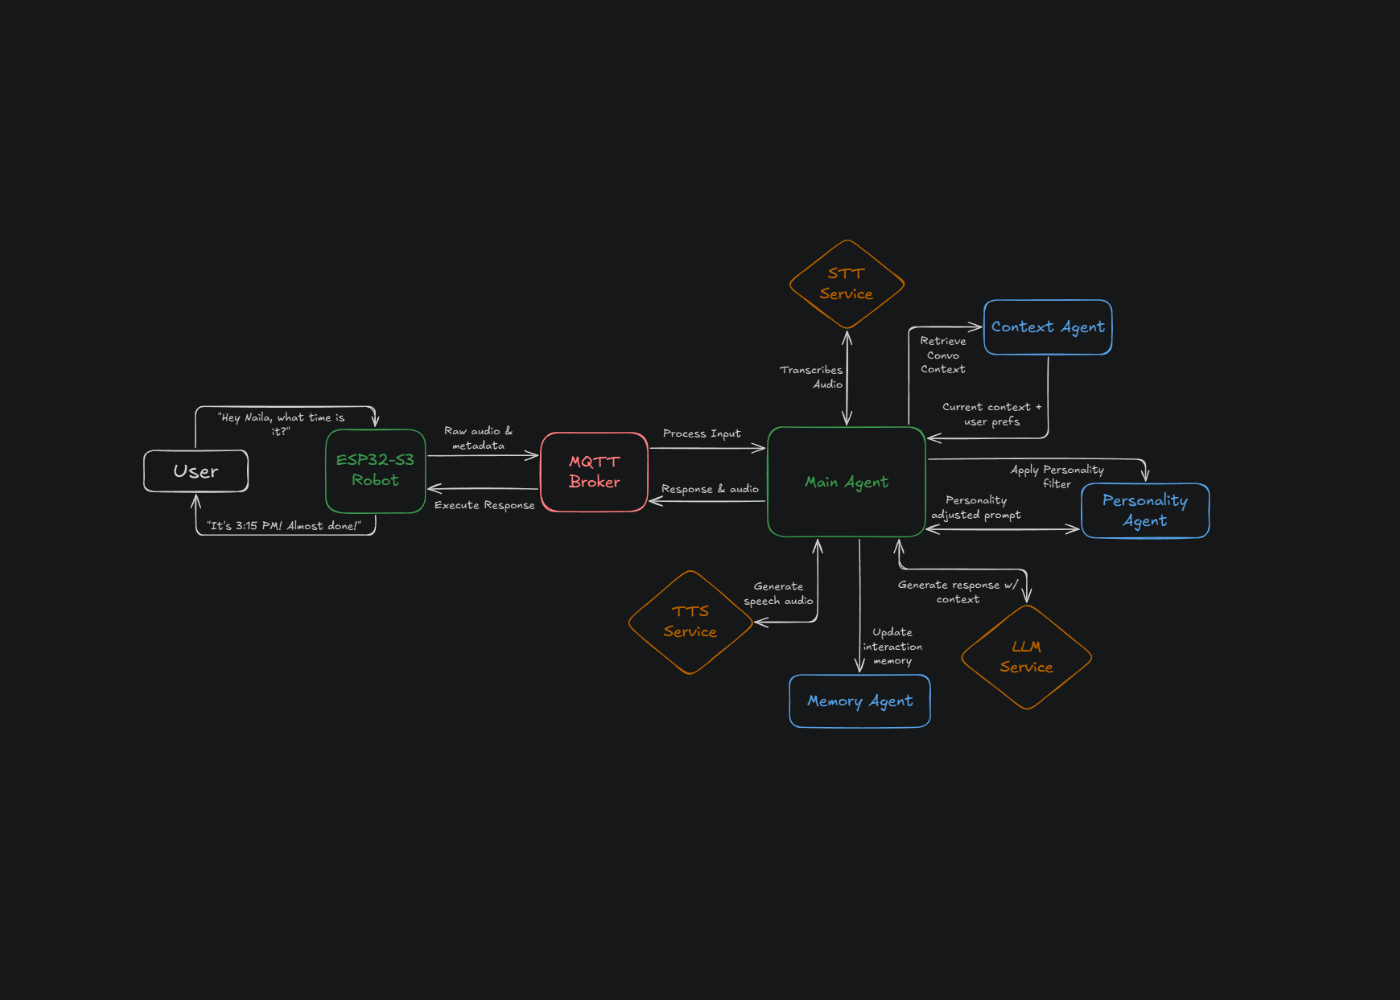 STT
Service
Context Agent
Retrieve
Convo
Context
Transcribes
Audio
Current context +
user prefs
"Hey Naila, what time is
it?"
Raw audio &
metadata
Process Input
User
ESP32-S3
Robot
MQTT
Broker
Main Agent
Apply Personality
filter
Response & audio
Execute Response
Personality
adjusted prompt
Personality
Agent
"It's 3:15 PM! Almost done!"
Generate
speech audio
Generate response w/
context
TTS
Service
Update
interaction
memory
LLM
Service
Memory Agent